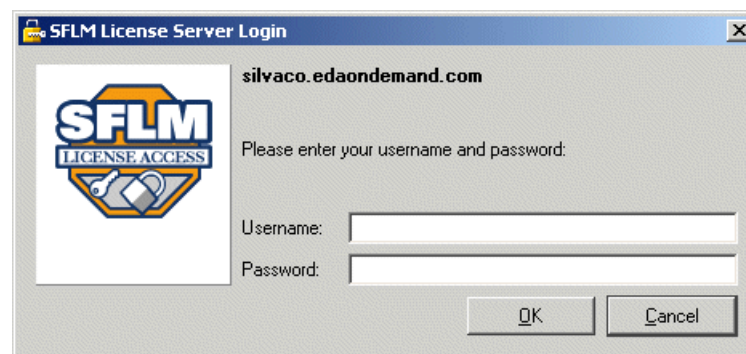 SFLM License Server Login
silvaco.edaondemand.com
SFLM
LICENSE ACCESS
Please enter your username and password:
Username:
Password:
OK
Cancel